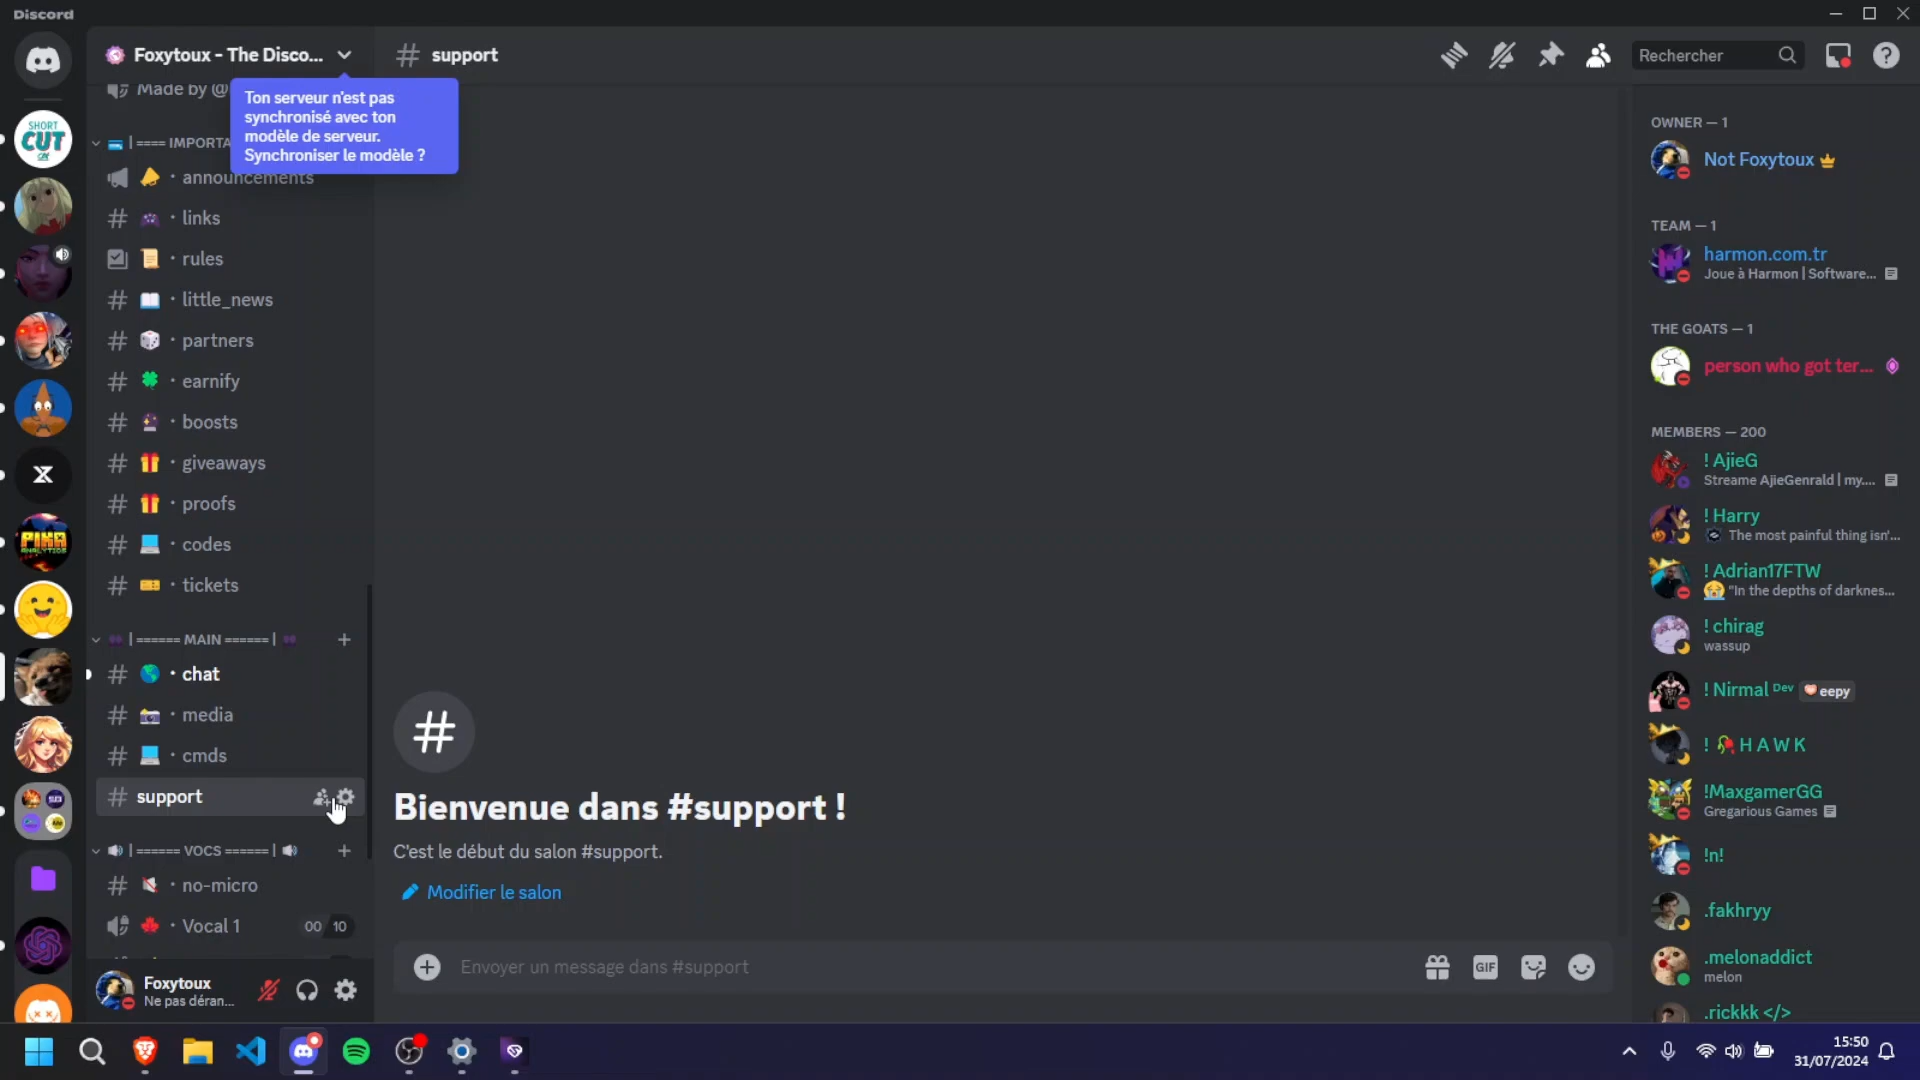 Discord
Foxytoux - The Disco...
support
Rechercher
Made by @
Ton serveur n'est pas
synchronisé avec ton
modèle de serveur.
Synchroniser le modèle ?
| ==== IMPORTA
announcements
links
rules
little_news
partners
earnify
boosts
giveaways
proofs
codes
tickets
| ====== MAIN ====== |
chat
media
cmds
support
| ====== VOCS ====== |
no-micro
Vocal 1 00 10
Foxytoux
Ne pas déran...
SHORT
CUT
PIXA
ANALYTICS
Bienvenue dans #support !
C'est le début du salon #support.
Modifier le salon
Envoyer un message dans #support
GIF
OWNER — 1
Not Foxytoux
TEAM — 1
harmon.com.tr
Joue à Harmon | Software...
THE GOATS — 1
person who got ter...
MEMBERS — 200
! AjieG
Streame AjieGenrald | my....
! Harry
The most painful thing isn'...
! Adrian17FTW
"In the depths of darknes...
! chirag
wassup
! Nirmal ᴰᵉᵛ eepy
! 🥀 H A W K
!MaxgamerGG
Gregarious Games
!n!
.fakhryy
.melonaddict
melon
.rickkk </>
15:50
31/07/2024